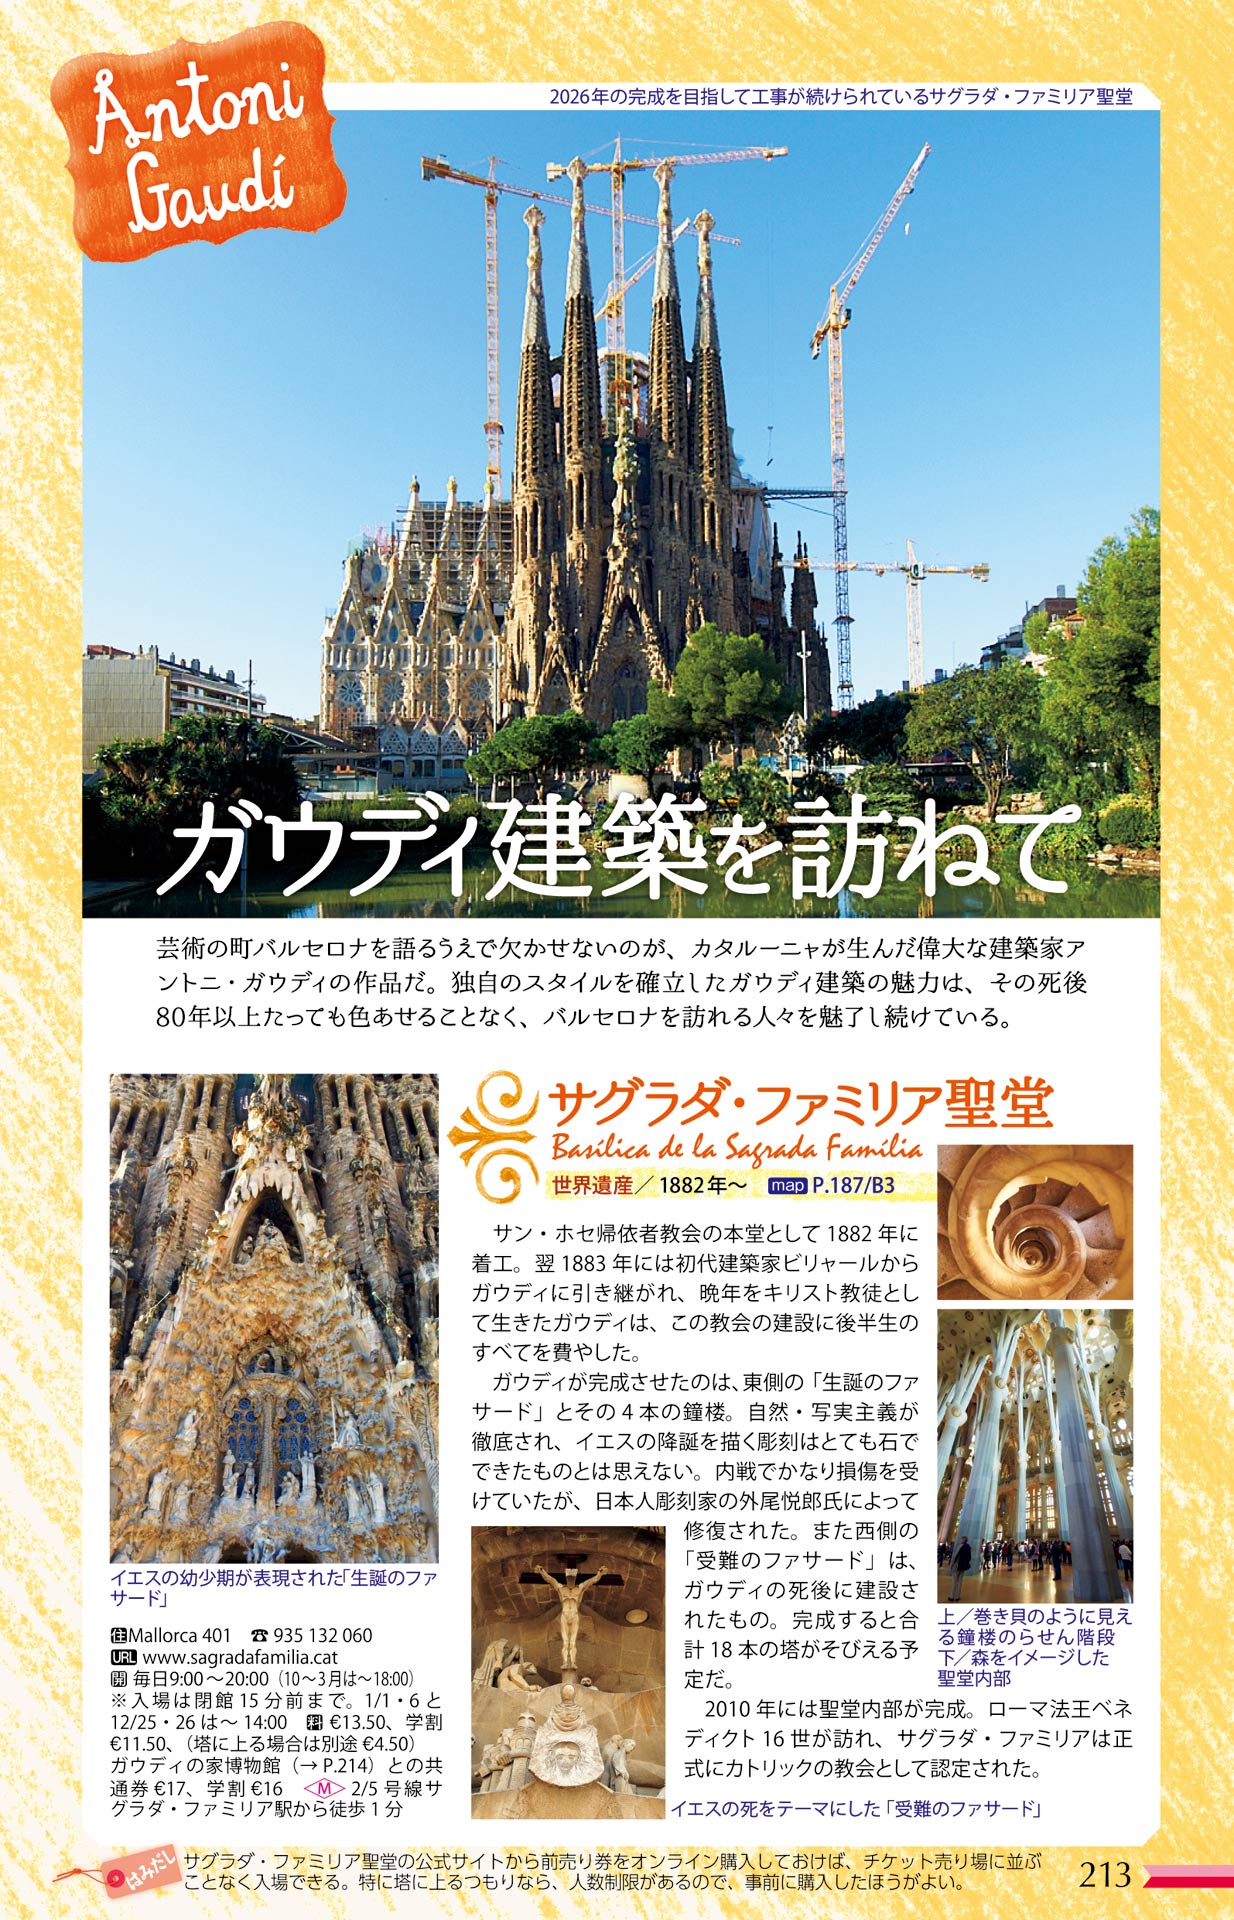 Antoni
Gaudí
2026年の完成を目指して工事が続けられているサグラダ・ファミリア聖堂
ガウディ建築を訪ねて
芸術の町バルセロナを語るうえで欠かせないのが、カタルーニャが生んだ偉大な建築家ア
ントニ・ガウディの作品だ。独自のスタイルを確立したガウディ建築の魅力は、その死後
80年以上たっても色あせることなく、バルセロナを訪れる人々を魅了し続けている。
サグラダ・ファミリア聖堂
Basílica de la Sagrada Família
世界遺産／1882年〜 map P.187/B3
サン・ホセ帰依者教会の本堂として1882年に
着工。翌1883年には初代建築家ビリャールから
ガウディに引き継がれ、晩年をキリスト教徒とし
て生きたガウディは、この教会の建設に後半生の
すべてを費やした。
ガウディが完成させたのは、東側の「生誕のファ
サード」とその4本の鐘楼。自然・写実主義が
徹底され、イエスの降誕を描く彫刻はとても石で
できたものとは思えない。内戦でかなり損傷を受
けていたが、日本人彫刻家の外尾悦郎氏によって
修復された。また西側の
「受難のファサード」は、
ガウディの死後に建設さ
れたもの。完成すると合
計18本の塔がそびえる予
定だ。
2010年には聖堂内部が完成。ローマ法王ベネ
ディクト16世が訪れ、サグラダ・ファミリアは正
式にカトリックの教会として認定された。
イエスの死をテーマにした「受難のファサード」
上／巻き貝のように見え
る鐘楼のらせん階段
下／森をイメージした
聖堂内部
イエスの幼少期が表現された「生誕のファ
サード」
住Mallorca 401 ☎935 132 060
URL www.sagradafamilia.cat
開 毎日9:00〜20:00（10〜3月は〜18:00）
※入場は閉館15分前まで。1/1・6と
12/25・26は〜14:00 料 €13.50、学割
€11.50、（塔に上る場合は別途€4.50）
ガウディの家博物館（→P.214）との共
通券€17、学割€16 M 2/5号線サ
グラダ・ファミリア駅から徒歩1分
はみだし
サグラダ・ファミリア聖堂の公式サイトから前売り券をオンライン購入しておけば、チケット売り場に並ぶ
ことなく入場できる。特に塔に上るつもりなら、人数制限があるので、事前に購入したほうがよい。
213